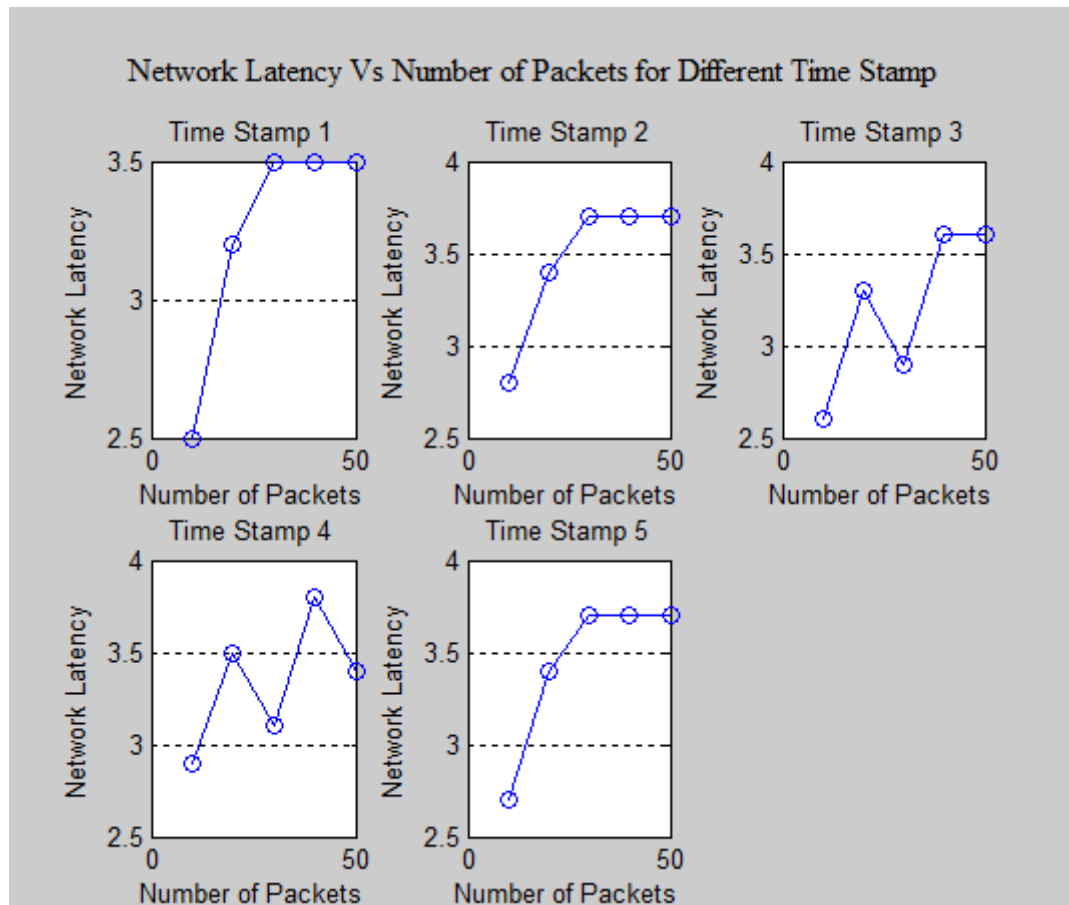 Network Latency Vs Number of Packets for Different Time Stamp
Time Stamp 1
3.5
3
2.5
0 50
Network Latency
Number of Packets
Time Stamp 2
4
3.5
3
2.5
0 50
Network Latency
Number of Packets
Time Stamp 3
4
3.5
3
2.5
0 50
Network Latency
Number of Packets
Time Stamp 4
4
3.5
3
2.5
0 50
Network Latency
Number of Packets
Time Stamp 5
4
3.5
3
2.5
0 50
Network Latency
Number of Packets